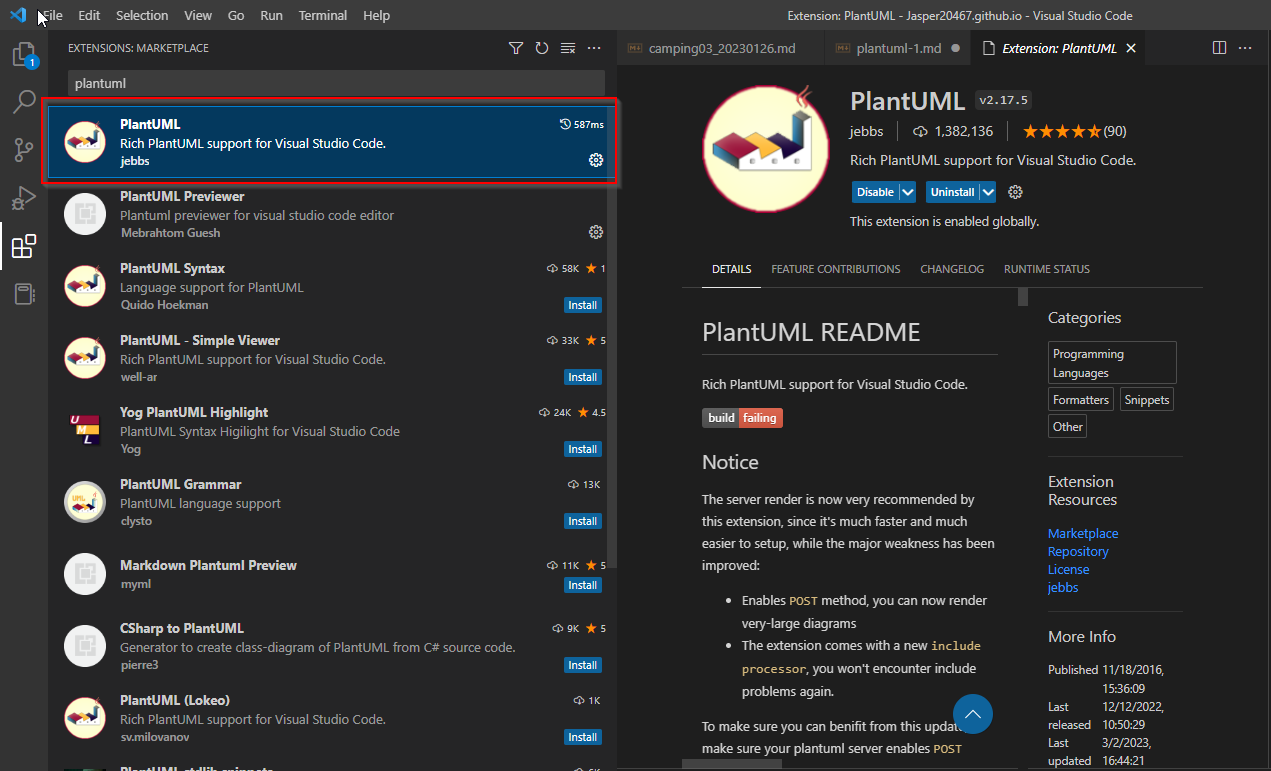 File Edit Selection View Go Run Terminal Help
Extension: PlantUML - Jasper20467.github.io - Visual Studio Code
1
EXTENSIONS: MARKETPLACE
plantuml
PlantUML
587ms
Rich PlantUML support for Visual Studio Code.
jebbs
PlantUML Previewer
Plantuml previewer for visual studio code editor
Mebrahtom Guesh
PlantUML Syntax
58K 1
Language support for PlantUML
Quido Hoekman
Install
PlantUML - Simple Viewer
33K 5
Rich PlantUML support for Visual Studio Code.
well-ar
Install
UML
Yog PlantUML Highlight
24K 4.5
PlantUML Syntax Higilight for Visual Studio Code
Yog
Install
UML
PlantUML Grammar
13K
PlantUML language support
clysto
Install
Markdown Plantuml Preview
11K 5
myml
Install
CSharp to PlantUML
9K 5
Generator to create class-diagram of PlantUML from C# source code.
pierre3
Install
PlantUML (Lokeo)
1K
Rich PlantUML support for Visual Studio Code.
sv.milovanov
Install
camping03_20230126.md
plantuml-1.md
Extension: PlantUML
PlantUML v2.17.5
jebbs 1,382,136 (90)
Rich PlantUML support for Visual Studio Code.
Disable Uninstall
This extension is enabled globally.
DETAILS FEATURE CONTRIBUTIONS CHANGELOG RUNTIME STATUS
PlantUML README
Rich PlantUML support for Visual Studio Code.
build failing
Notice
The server render is now very recommended by
this extension, since it's much faster and much
easier to setup, while the major weakness has been
improved:
• Enables POST method, you can now render
very-large diagrams
• The extension comes with a new include
processor, you won't encounter include
problems again.
To make sure you can benifit from this
make sure your plantuml server enables POST
Categories
Programming
Languages
Formatters Snippets
Other
Extension
Resources
Marketplace
Repository
License
jebbs
More Info
Published 11/18/2016,
15:36:09
Last 12/12/2022,
released 10:50:29
Last 3/2/2023,
updated 16:44:21